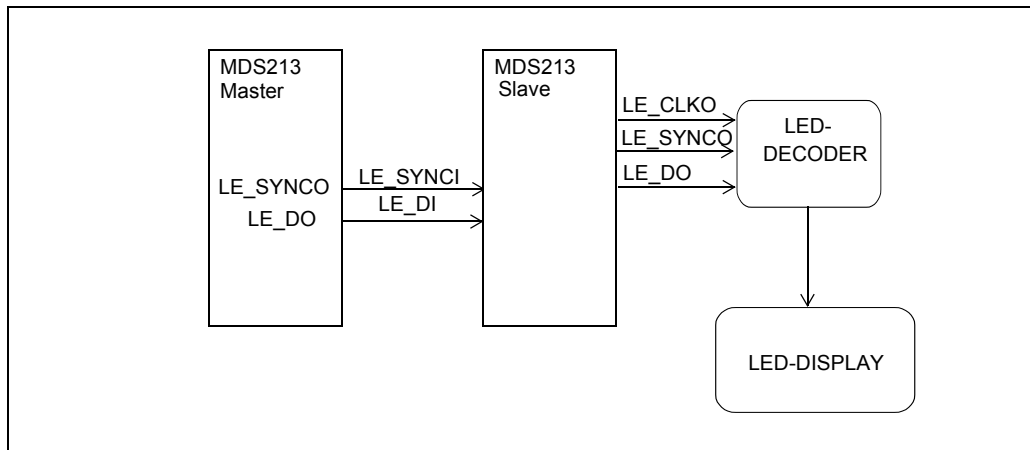 MDS213
Master
LE_SYNCO
LE_DO
LE_SYNCI
LE_DI
MDS213
Slave
LE_CLKO
LE_SYNCO
LE_DO
LED-
DECODER
LED-DISPLAY